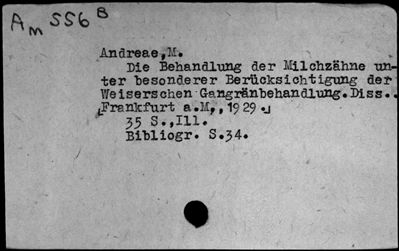 Am 556 B
Andreae,M.
Die Behandlung der Milchzähne un-
ter besonderer Berücksichtigung der
Weiserschen Gangränbehandlung.Diss..
Frankfurt a.M.,1929.
35 S.,Ill.
Bibliogr. S.34.